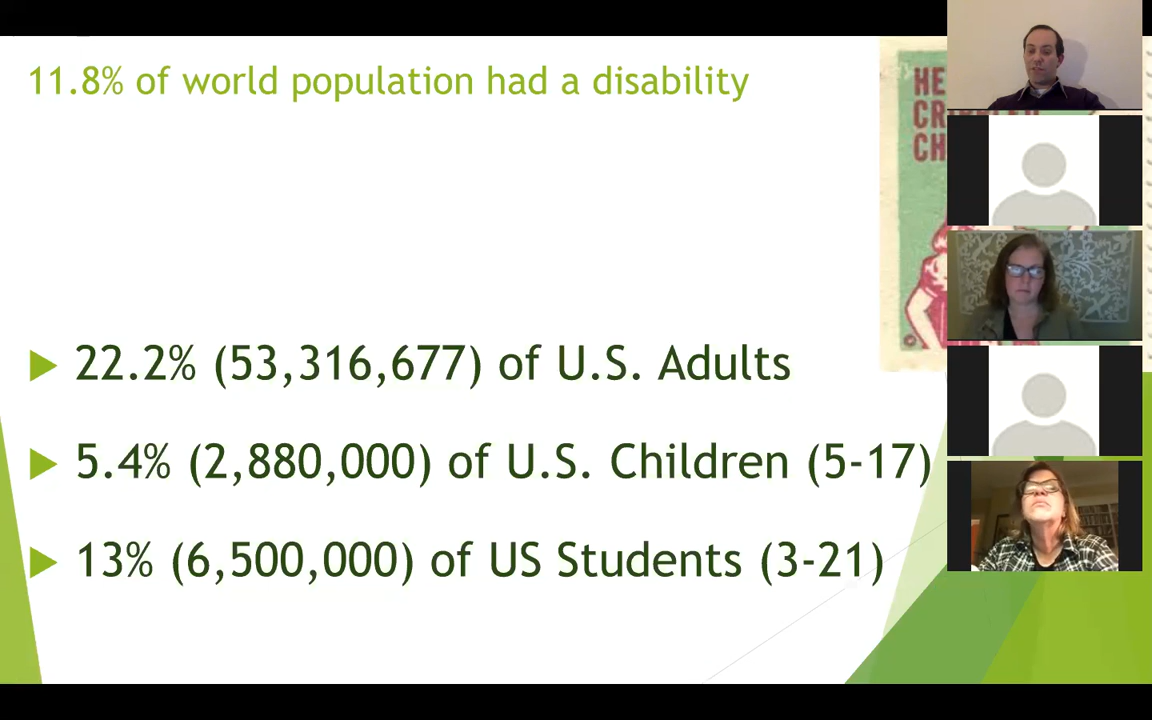 11.8% of world population had a disability
22.2% (53,316,677) of U.S. Adults
5.4% (2,880,000) of U.S. Children (5-17)
13% (6,500,000) of US Students (3-21)